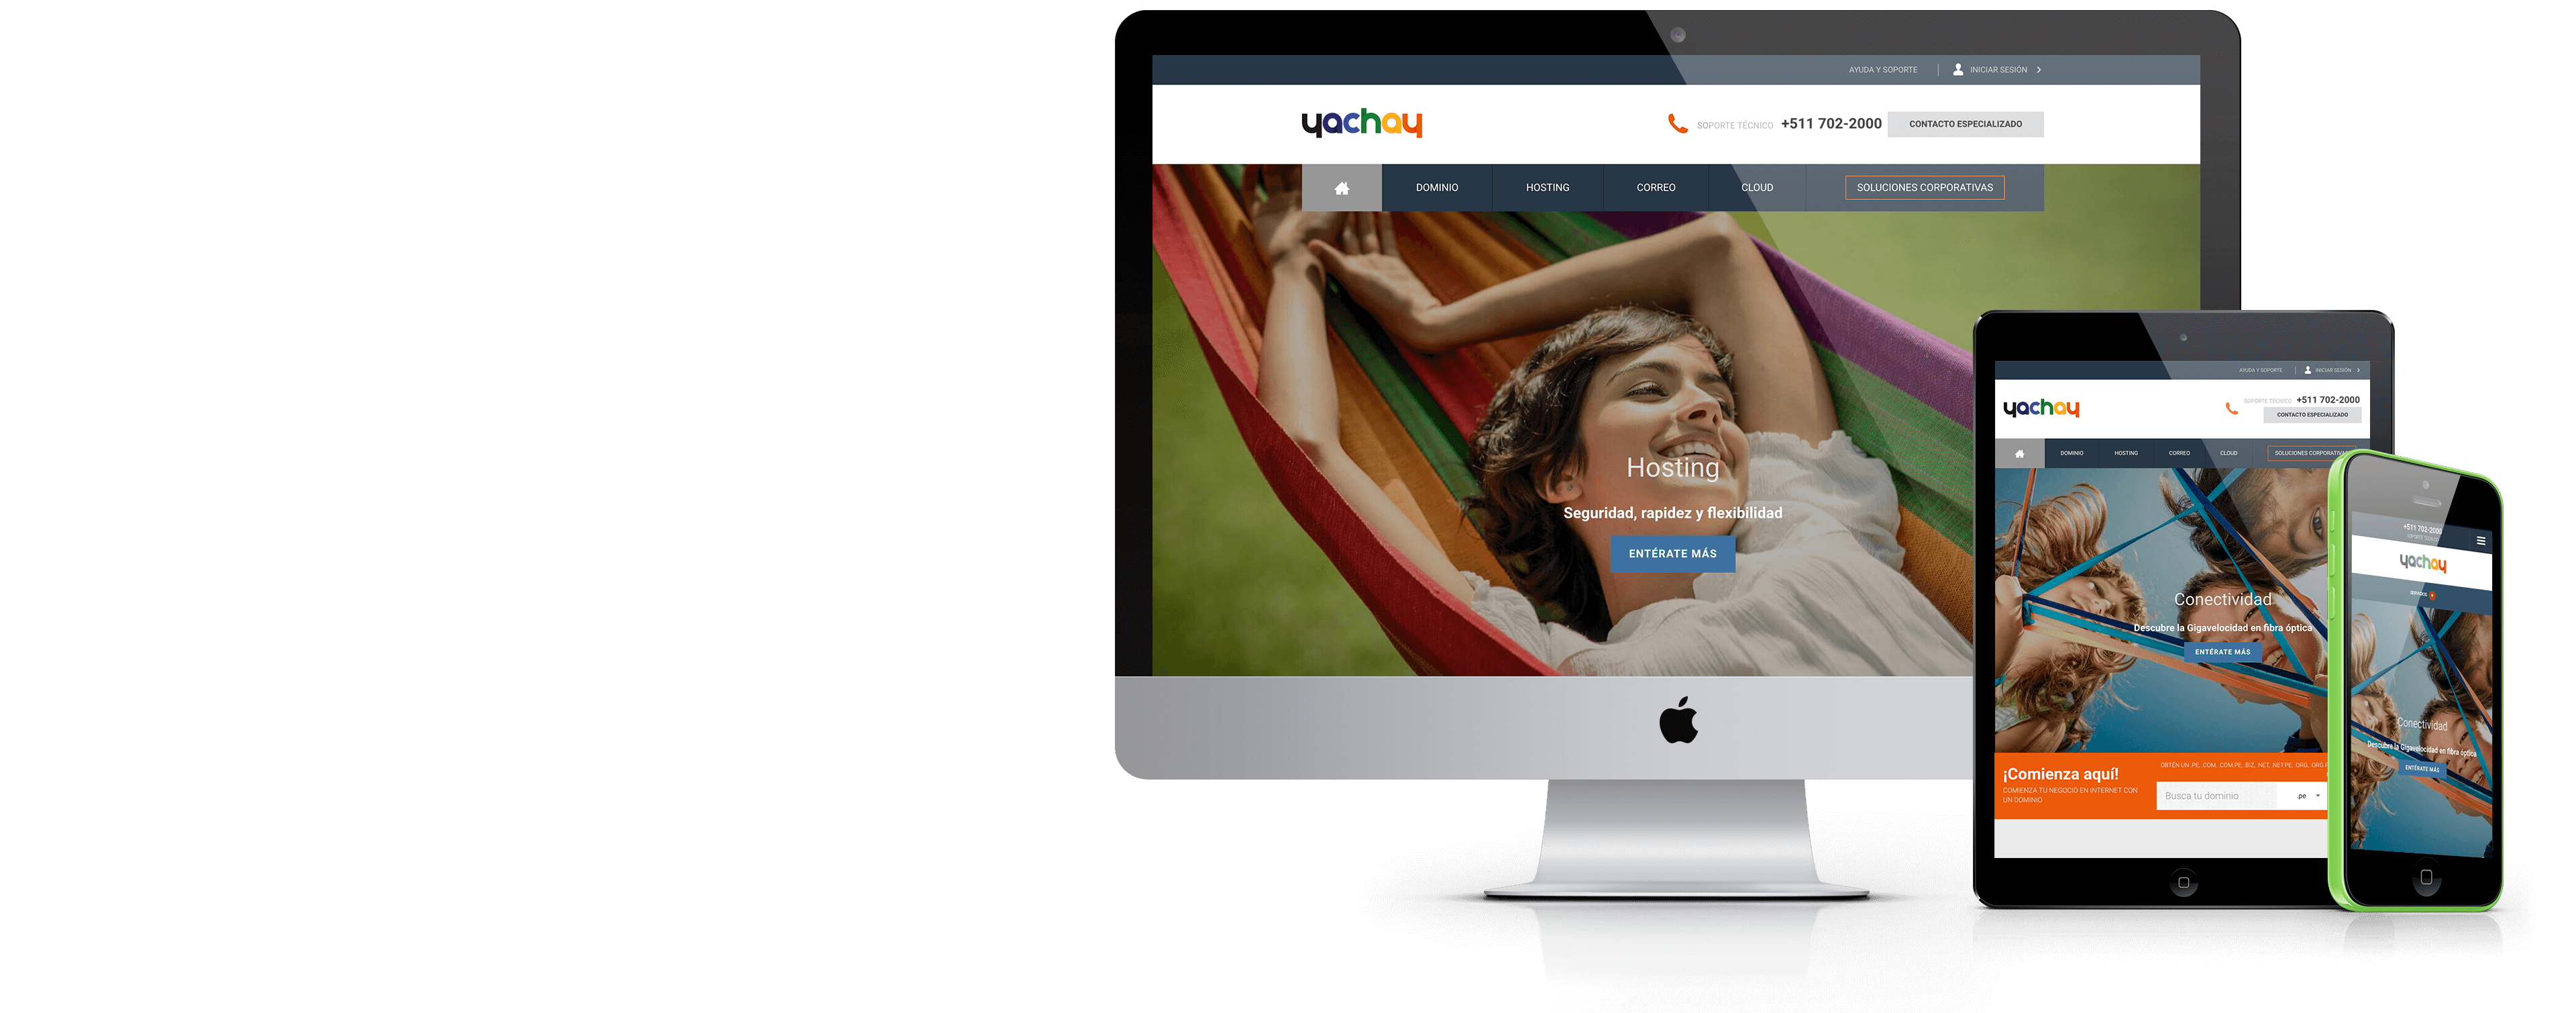 AYUDA Y SOPORTE
INICIAR SESIÓN
yachay
SOPORTE TÉCNICO +511 702-2000
CONTACTO ESPECIALIZADO
DOMINIO
HOSTING
CORREO
CLOUD
SOLUCIONES CORPORATIVAS
Hosting
Seguridad, rapidez y flexibilidad
ENTÉRATE MÁS
AYUDA Y SOPORTE
INICIAR SESIÓN
yachay
SOPORTE TÉCNICO +511 702-2000
CONTACTO ESPECIALIZADO
DOMINIO
HOSTING
CORREO
CLOUD
SOLUCIONES CORPORATIVAS
Conectividad
Descubre la Gigavelocidad en fibra óptica
ENTÉRATE MÁS
¡Comienza aquí!
COMIENZA TU NEGOCIO EN INTERNET CON
UN DOMINIO
OBTÉN UN .PE, .COM, .COM.PE, .BIZ, .NET, .NET.PE, .ORG, .ORG.P
Busca tu dominio
.pe
+511 702-2000
SOPORTE TÉCNICO
yachay
SERVICIOS
Conectividad
Descubre la Gigavelocidad en fibra óptica
ENTÉRATE MÁS